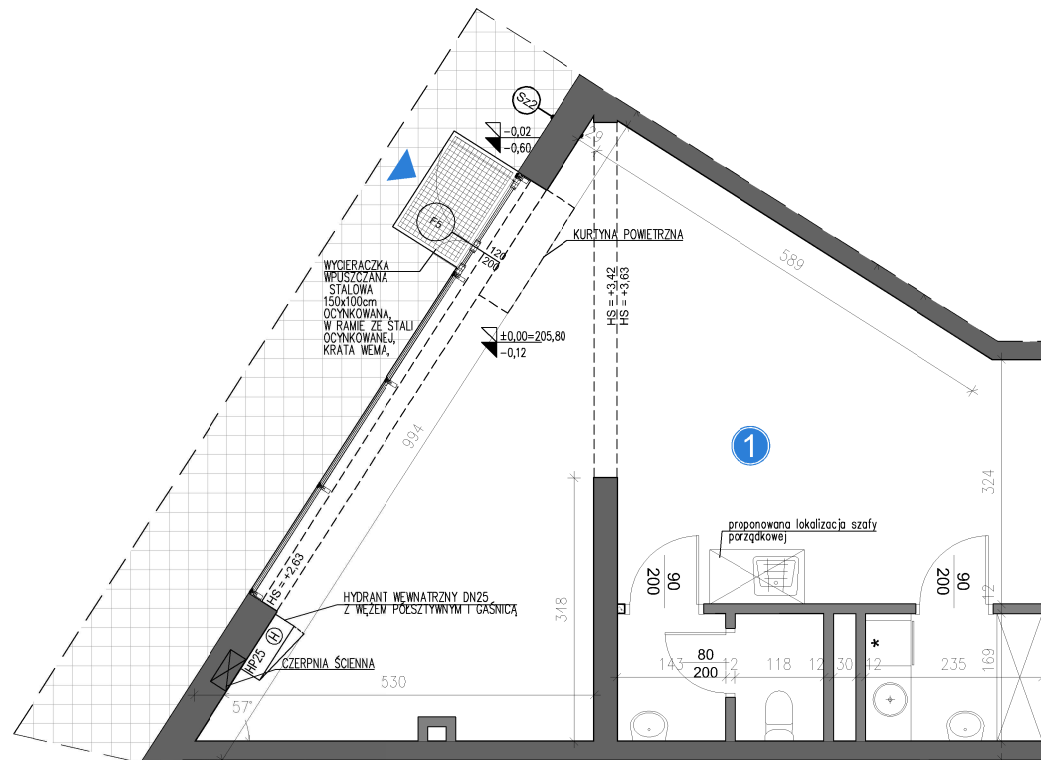 Sz2
-0,02
-0,60
29
F5
KURTYNA POWIETRZNA
120
200
589
WYCIERACZKA
WPUSZCZANA
STALOWA
150x100cm
OCYNKOWANA,
W RAMIE ZE STALI
OCYNKOWANEJ,
KRATA WEMA,
HS = +3,42
HS = +3,63
±0,00=205,80
-0,12
994
1
324
proponowana lokalizacja szafy
porządkowej
90
200
90
200
HS = +2,63
HYDRANT WEWNATRZNY DN25
Z WĘŻEM PÓŁSZTYWNYM I GAŚNICĄ
348
12
H
HP25
CZERPNIA ŚCIENNA
80
200
143
12
118
12
30
12
*
235
169
530
57°